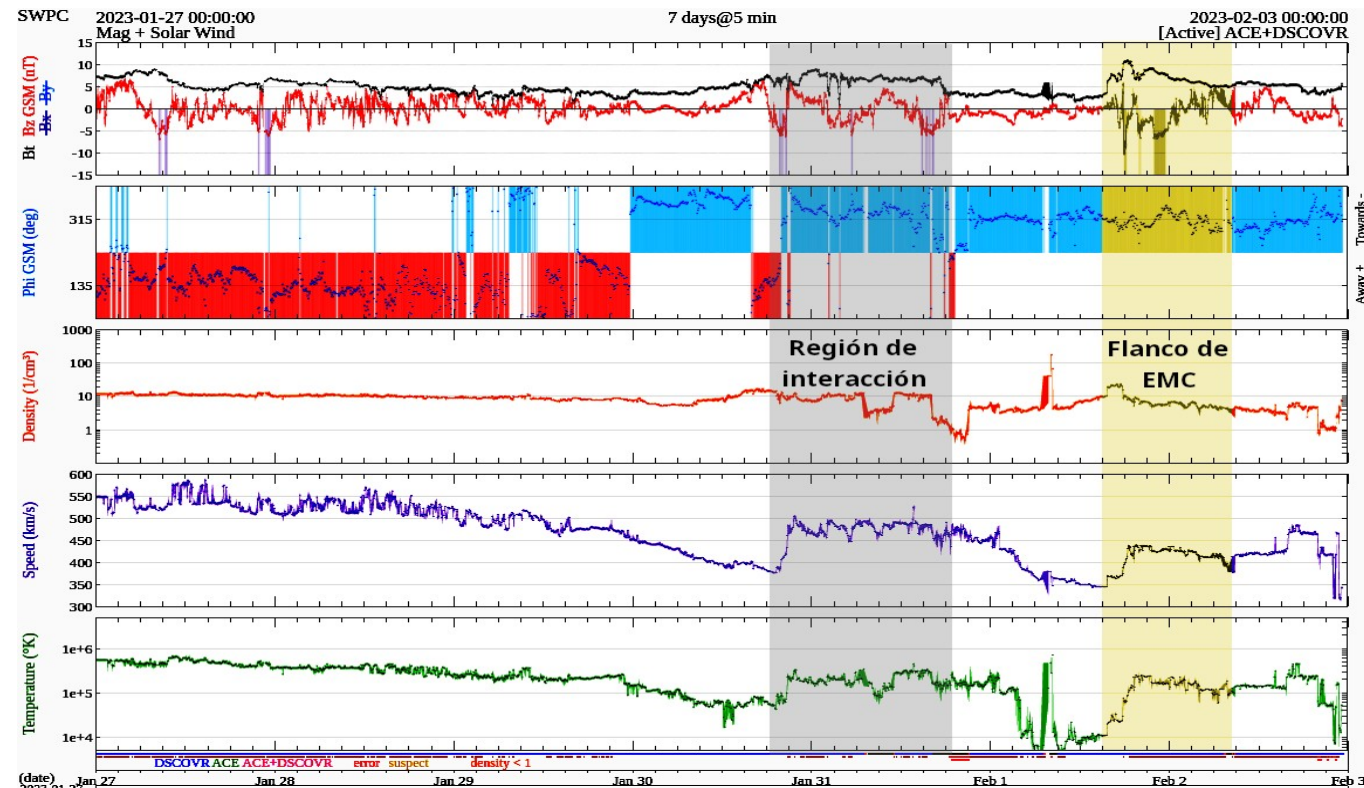 SWPC 2023-01-27 00:00:00 7 days@5 min 2023-02-03 00:00:00
Mag + Solar Wind [Active] ACE+DSCOVR
Bt Bz GSM (nT)
Bx By
15
10
5
0
-5
-10
-15
Phi GSM (deg)
315
135
Towards -
Away +
Density (1/cm³)
1000
100
10
1
Región de
interacción
Flanco de
EMC
Speed (km/s)
600
550
500
450
400
350
300
Temperature (°K)
1e+6
1e+5
1e+4
DSCOVR ACE ACE+DSCOVR error suspect density < 1
(date) Jan 27 Jan 28 Jan 29 Jan 30 Jan 31 Feb 1 Feb 2 Feb 3